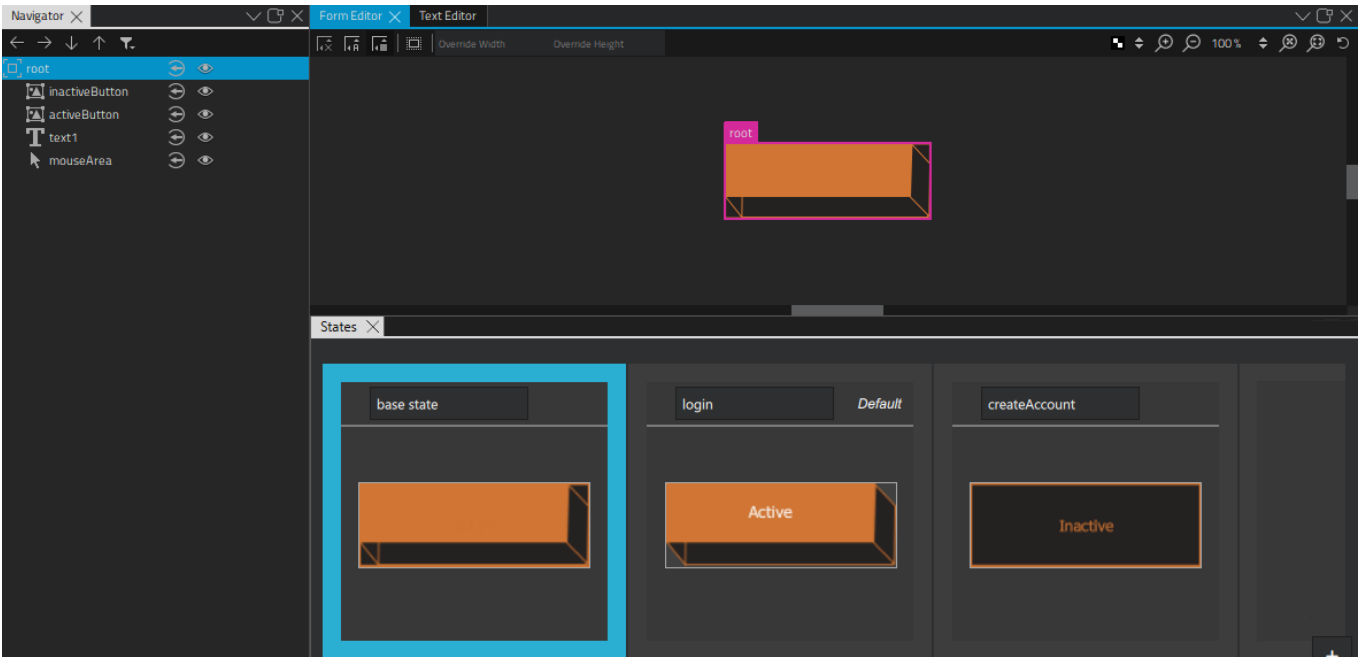 Navigator
Form Editor
Text Editor
Override Width
Override Height
100%
root
inactiveButton
activeButton
text1
mouseArea
root
States
base state
login
Default
createAccount
Active
Inactive